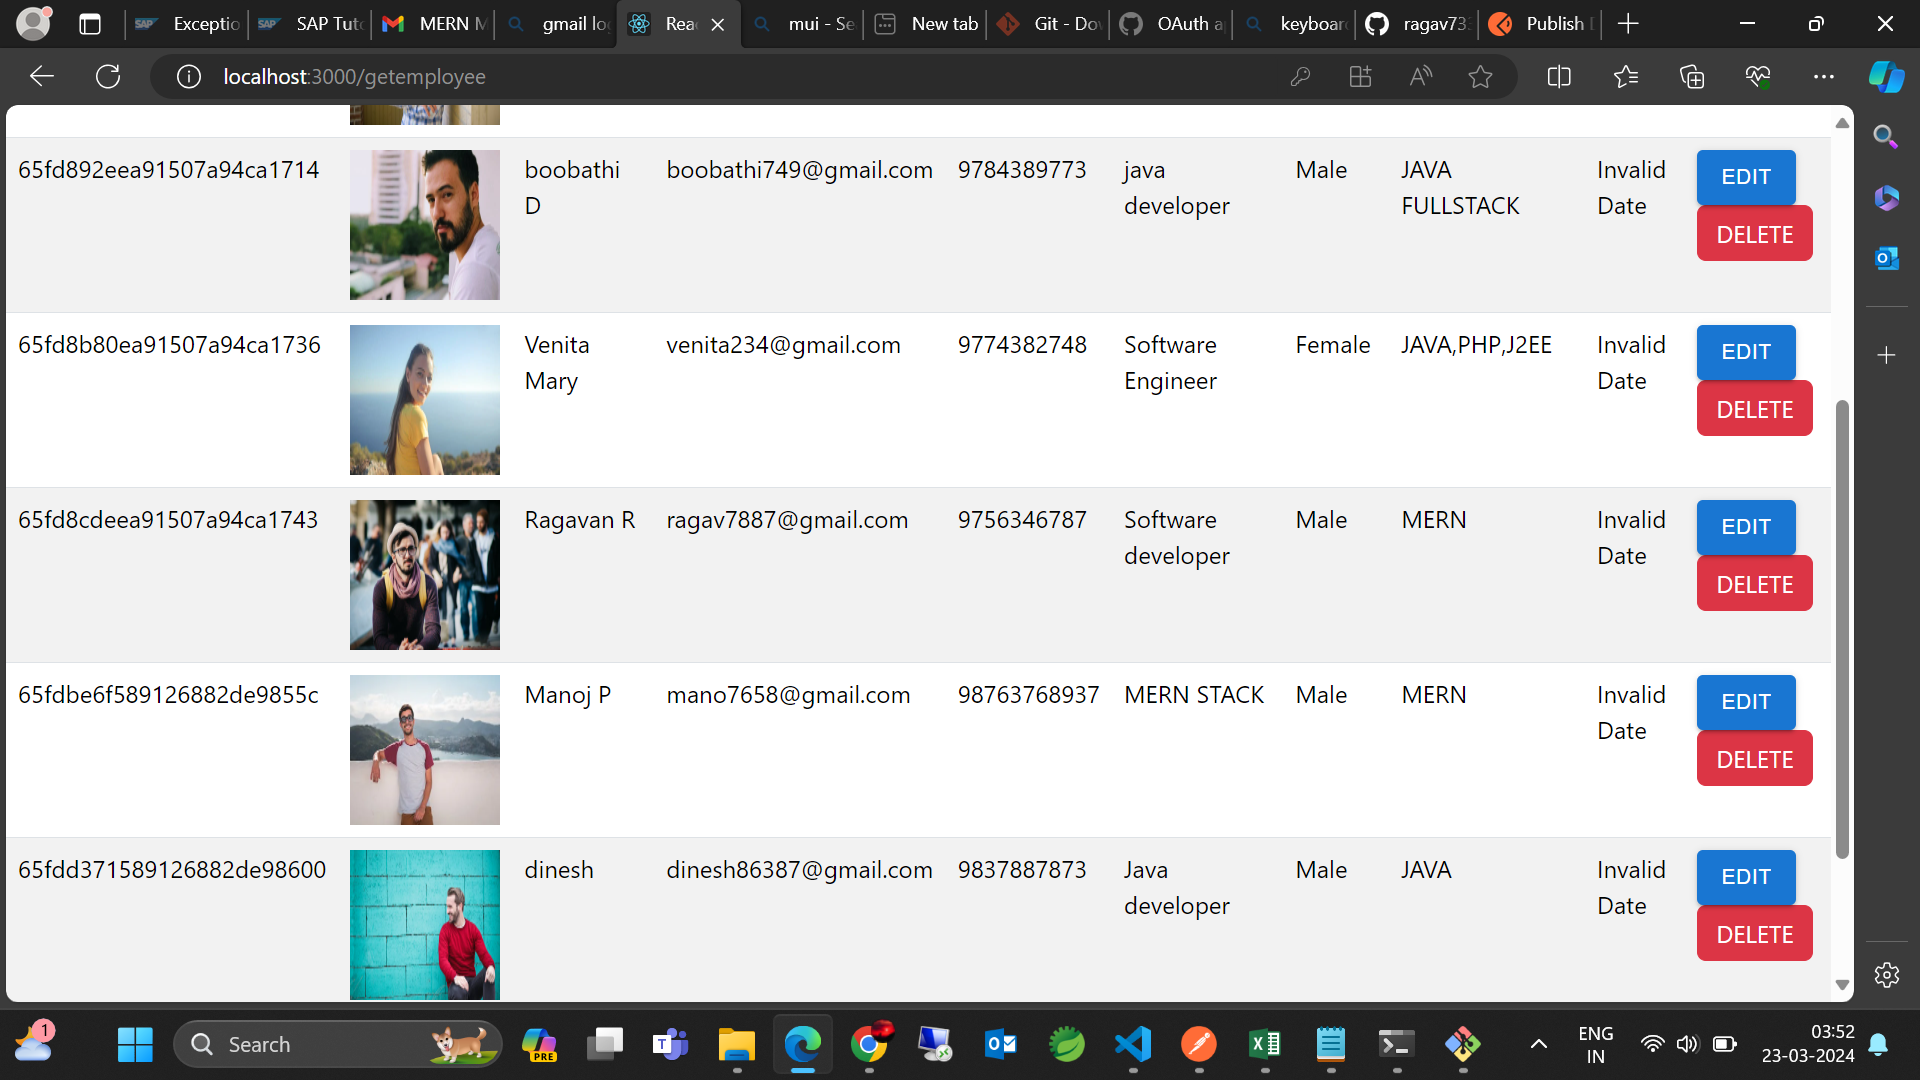 Exceptio
SAP Tuto
MERN M
gmail lo
Rea
mui - Se
New tab
Git - Do
OAuth a
keyboar
ragav73
Publish
localhost:3000/getemployee
65fd892eea91507a94ca1714
boobathi
D
boobathi749@gmail.com
9784389773
java
developer
Male
JAVA
FULLSTACK
Invalid
Date
EDIT
DELETE
65fd8b80ea91507a94ca1736
Venita
Mary
venita234@gmail.com
9774382748
Software
Engineer
Female
JAVA,PHP,J2EE
Invalid
Date
EDIT
DELETE
65fd8cdeea91507a94ca1743
Ragavan R
ragav7887@gmail.com
9756346787
Software
developer
Male
MERN
Invalid
Date
EDIT
DELETE
65fdbe6f589126882de9855c
Manoj P
mano7658@gmail.com
98763768937
MERN STACK
Male
MERN
Invalid
Date
EDIT
DELETE
65fdd371589126882de98600
dinesh
dinesh86387@gmail.com
9837887873
Java
developer
Male
JAVA
Invalid
Date
EDIT
DELETE
1
Search
PRE
ENG
IN
03:52
23-03-2024